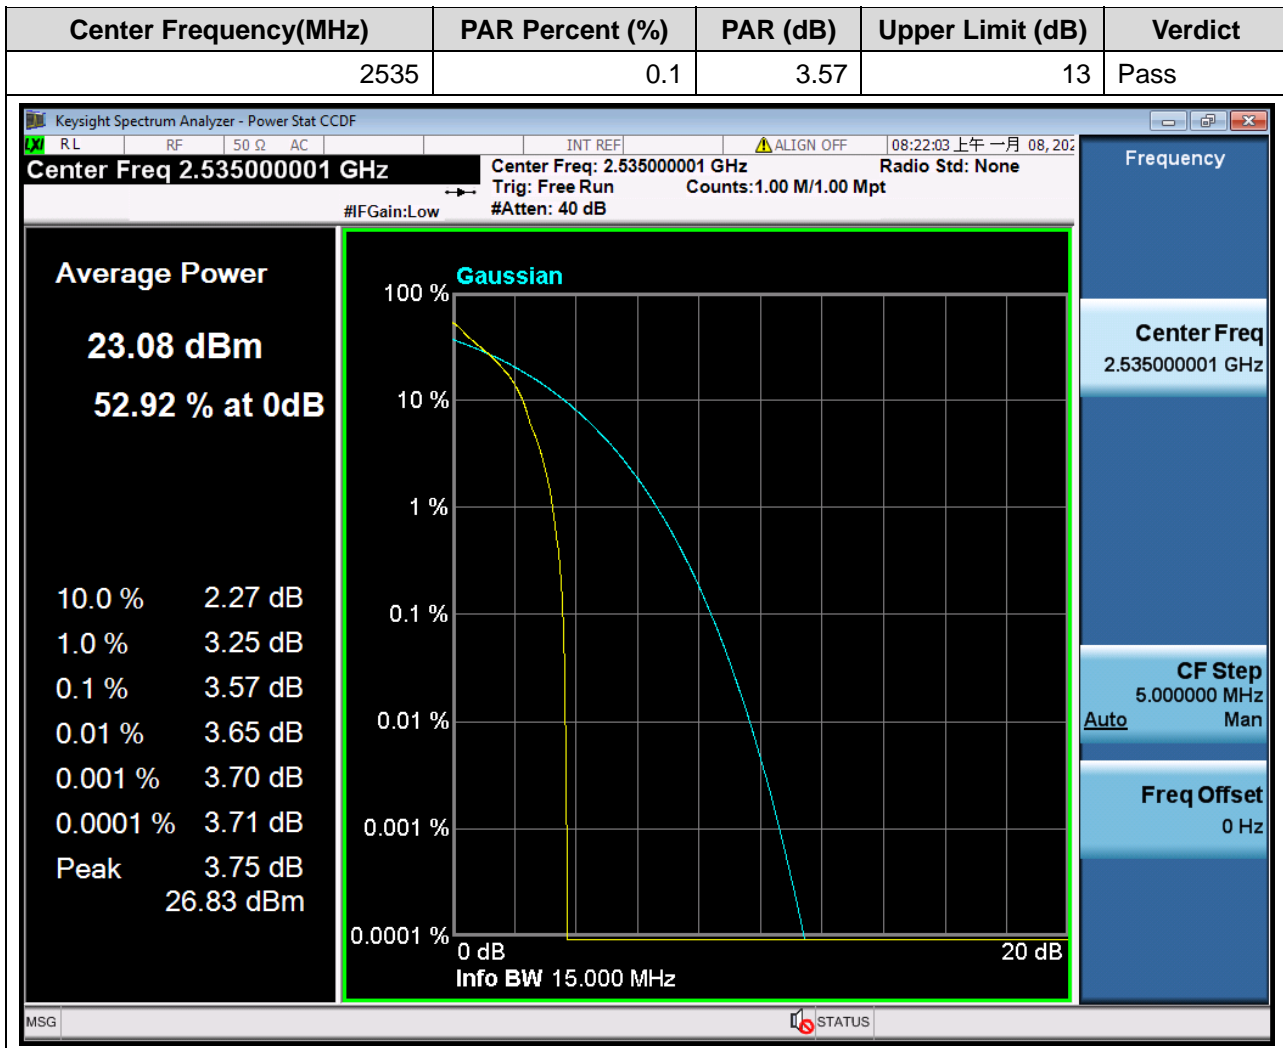 Center Frequency(MHz) PAR Percent (%) PAR (dB) Upper Limit (dB) Verdict
2535 0.1 3.57 13 Pass
Keysight Spectrum Analyzer - Power Stat CCDF
LXI RL RF 50 Ω AC INT REF ALIGN OFF 08:22:03 上午 一月 08, 202
Center Freq 2.535000001 GHz
Center Freq: 2.535000001 GHz Radio Std: None
Trig: Free Run Counts:1.00 M/1.00 Mpt
#IFGain:Low #Atten: 40 dB
Average Power
23.08 dBm
52.92 % at 0dB
10.0 % 2.27 dB
1.0 % 3.25 dB
0.1 % 3.57 dB
0.01 % 3.65 dB
0.001 % 3.70 dB
0.0001 % 3.71 dB
Peak 3.75 dB
26.83 dBm
Gaussian
100 %
10 %
1 %
0.1 %
0.01 %
0.001 %
0.0001 %
0 dB 20 dB
Info BW 15.000 MHz
Frequency
Center Freq
2.535000001 GHz
CF Step
5.000000 MHz
Auto Man
Freq Offset
0 Hz
MSG STATUS